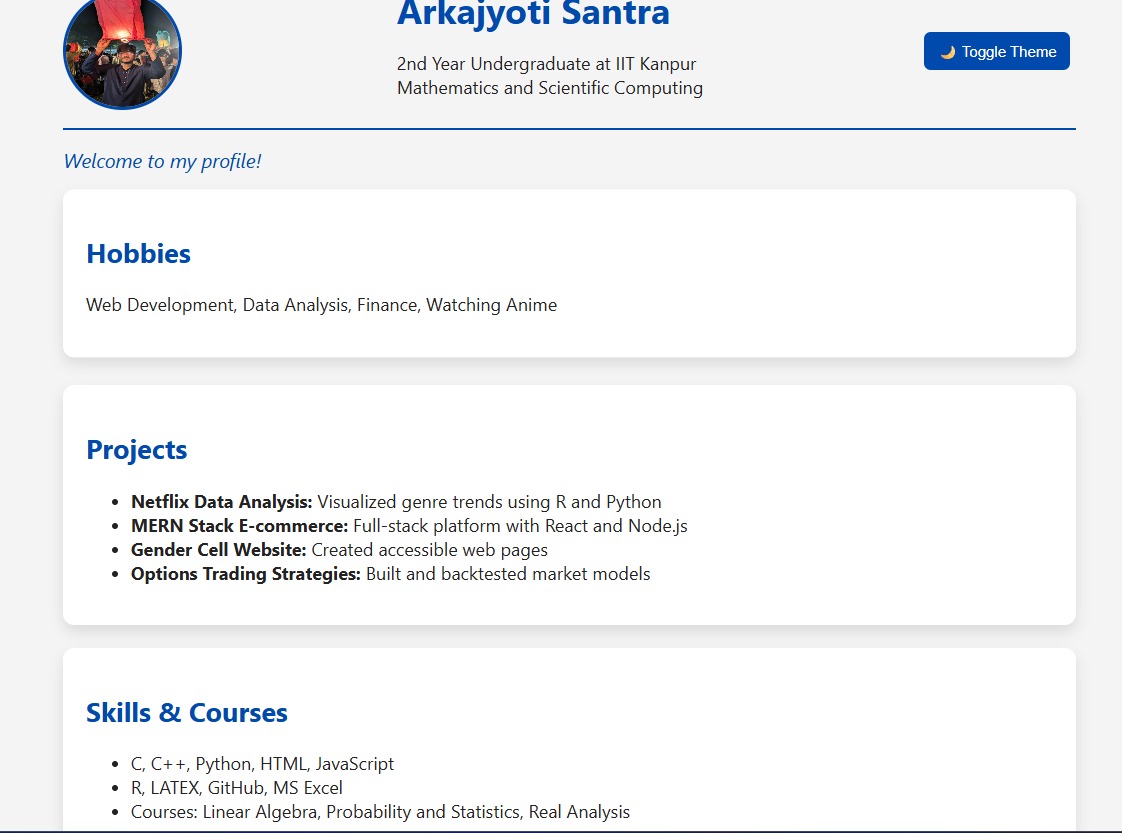 Arkajyoti Santra
2nd Year Undergraduate at IIT Kanpur
Mathematics and Scientific Computing
🌙 Toggle Theme
Welcome to my profile!
Hobbies
Web Development, Data Analysis, Finance, Watching Anime
Projects
• Netflix Data Analysis: Visualized genre trends using R and Python
• MERN Stack E-commerce: Full-stack platform with React and Node.js
• Gender Cell Website: Created accessible web pages
• Options Trading Strategies: Built and backtested market models
Skills & Courses
• C, C++, Python, HTML, JavaScript
• R, LATEX, GitHub, MS Excel
• Courses: Linear Algebra, Probability and Statistics, Real Analysis